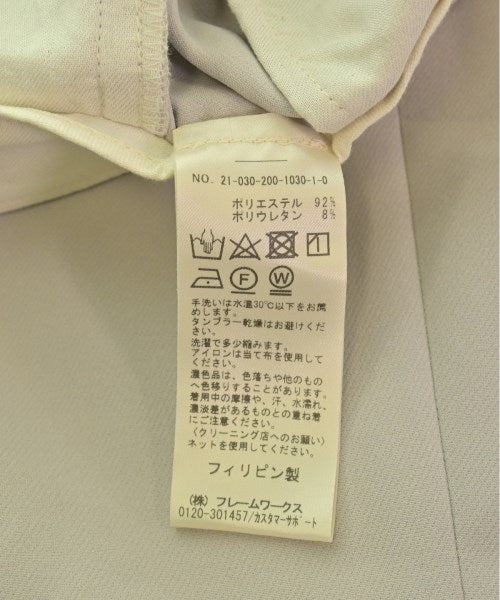 NO. 21-030-200-1030-1-0
ポリエステル 92%
ポリウレタン 8%
F W
手洗いは水温30℃以下をお薦
めします。
タンブラー乾燥はお避けくだ
さい。
洗濯で多少縮みます。
アイロンは当て布を使用して
ください。
濃色品は、色落ちや他のもの
へ色移りすることがあります。
着用中の摩擦や、汗、水濡れ、
濃淡差があるものとの重ね着
にご注意ください。
〈クリーニング店へのお願い〉
ネットを使用してください。
フィリピン製
(株) フレームワークス
0120-301457/カスタマーサポート